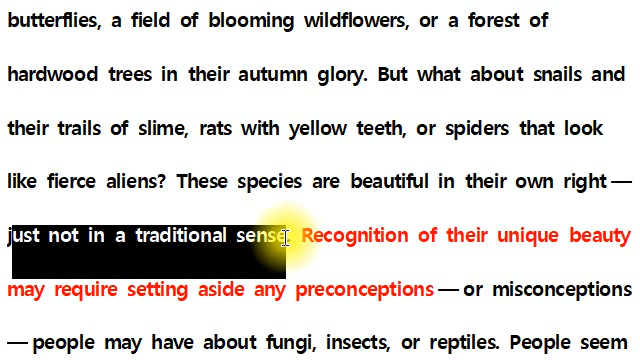 butterflies, a field of blooming wildflowers, or a forest of
hardwood trees in their autumn glory. But what about snails and
their trails of slime, rats with yellow teeth, or spiders that look
like fierce aliens? These species are beautiful in their own right —
just not in a traditional sense. Recognition of their unique beauty
may require setting aside any preconceptions — or misconceptions
— people may have about fungi, insects, or reptiles. People seem